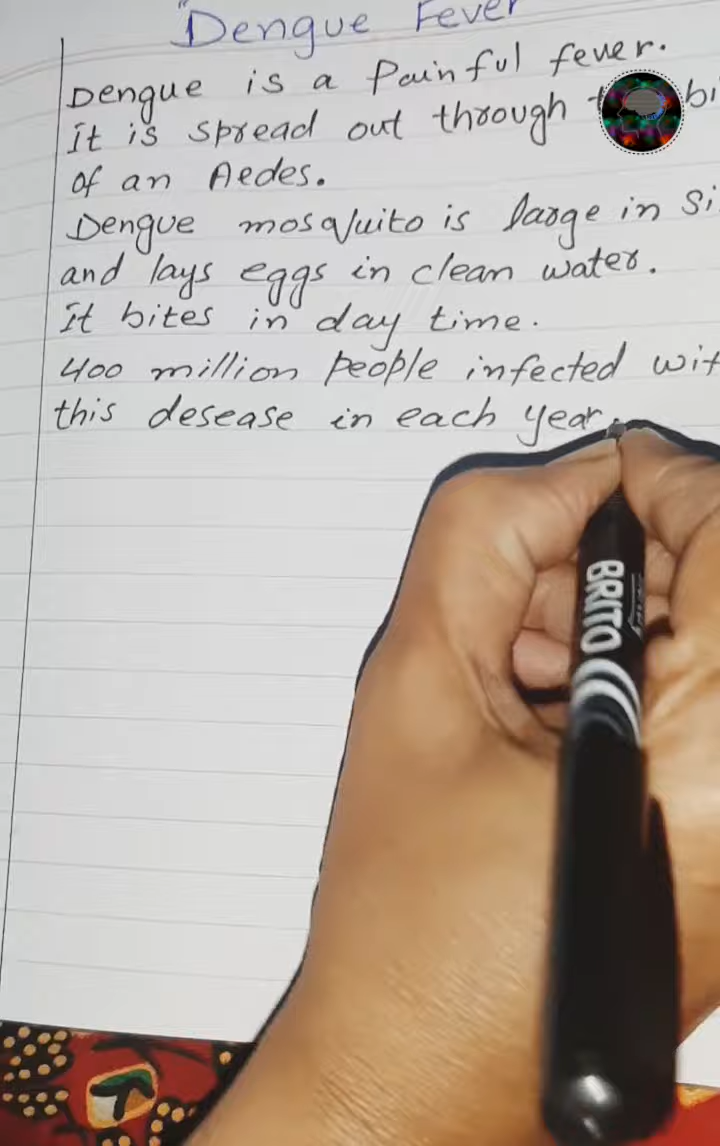 "Dengue Fever
Dengue is a Painful fever.
It is spread out through
of an Aedes.
Dengue mosquito is large in
and lays eggs in clean water.
It bites in day time.
400 million people infected
this desease in each year.
BRITO